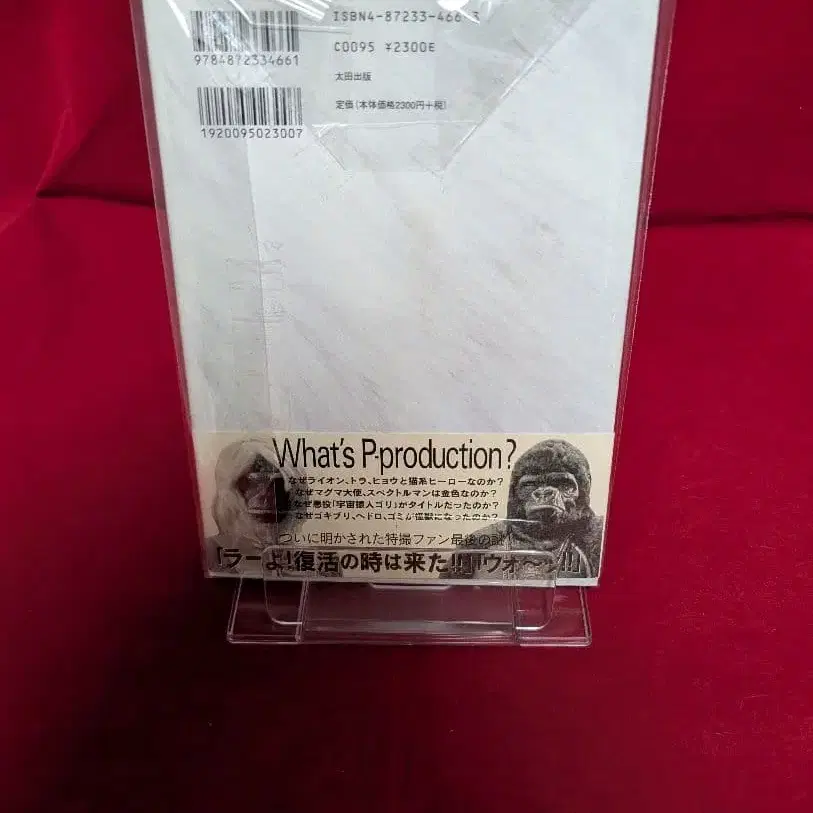 ISBN4-87233-466-
C0095 ¥2300E
9784872334661
太田出版
定価(本体価格2300円+税)
1920095023007
What's P-production?
なぜライオン、トラ、ヒョウと猫系ヒーローなのか?
なぜマグマ大使、スペクトルマンは金色なのか?
なぜ悪役「宇宙猿人ゴリ」がタイトルだったのか?
なぜゴキブリ、ヘドロ、ゴミが怪獣になったのか?
ついに明かされた特撮ファン最後の謎!
「ラーよ!復活の時は来た!!」「ウォ〜ッ!!」